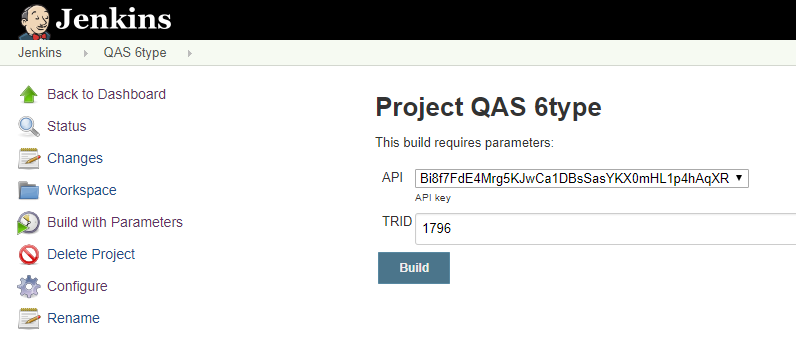 Jenkins
Jenkins QAS 6type
Back to Dashboard
Status
Changes
Workspace
Build with Parameters
Delete Project
Configure
Rename
Project QAS 6type
This build requires parameters:
API Bi8f7FdE4Mrg5KJwCa1DBsSasYKX0mHL1p4hAqXR
API key
TRID 1796
Build